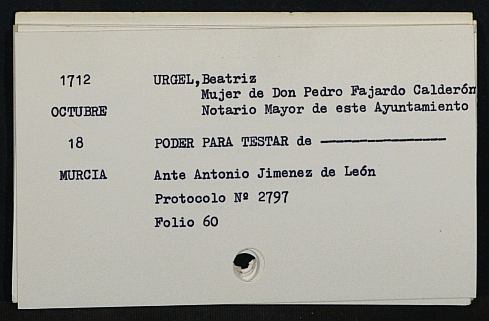 1712 URGEL,Beatriz
Mujer de Don Pedro Fajardo Calderón
OCTUBRE Notario Mayor de este Ayuntamiento
18 PODER PARA TESTAR de ----------------
MURCIA Ante Antonio Jimenez de León
Protocolo Nº 2797
Folio 60